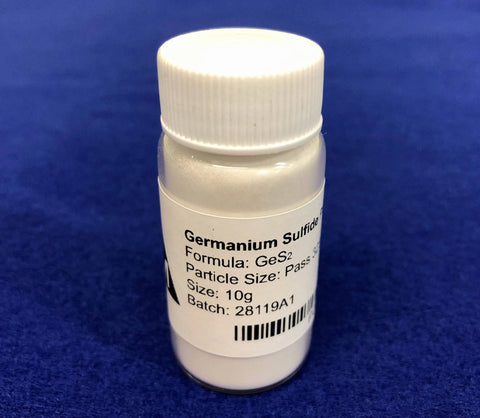 Germanium Sulfide
Formula: GeS₂
Particle Size: Pass
Size: 10g
Batch: 28119A1